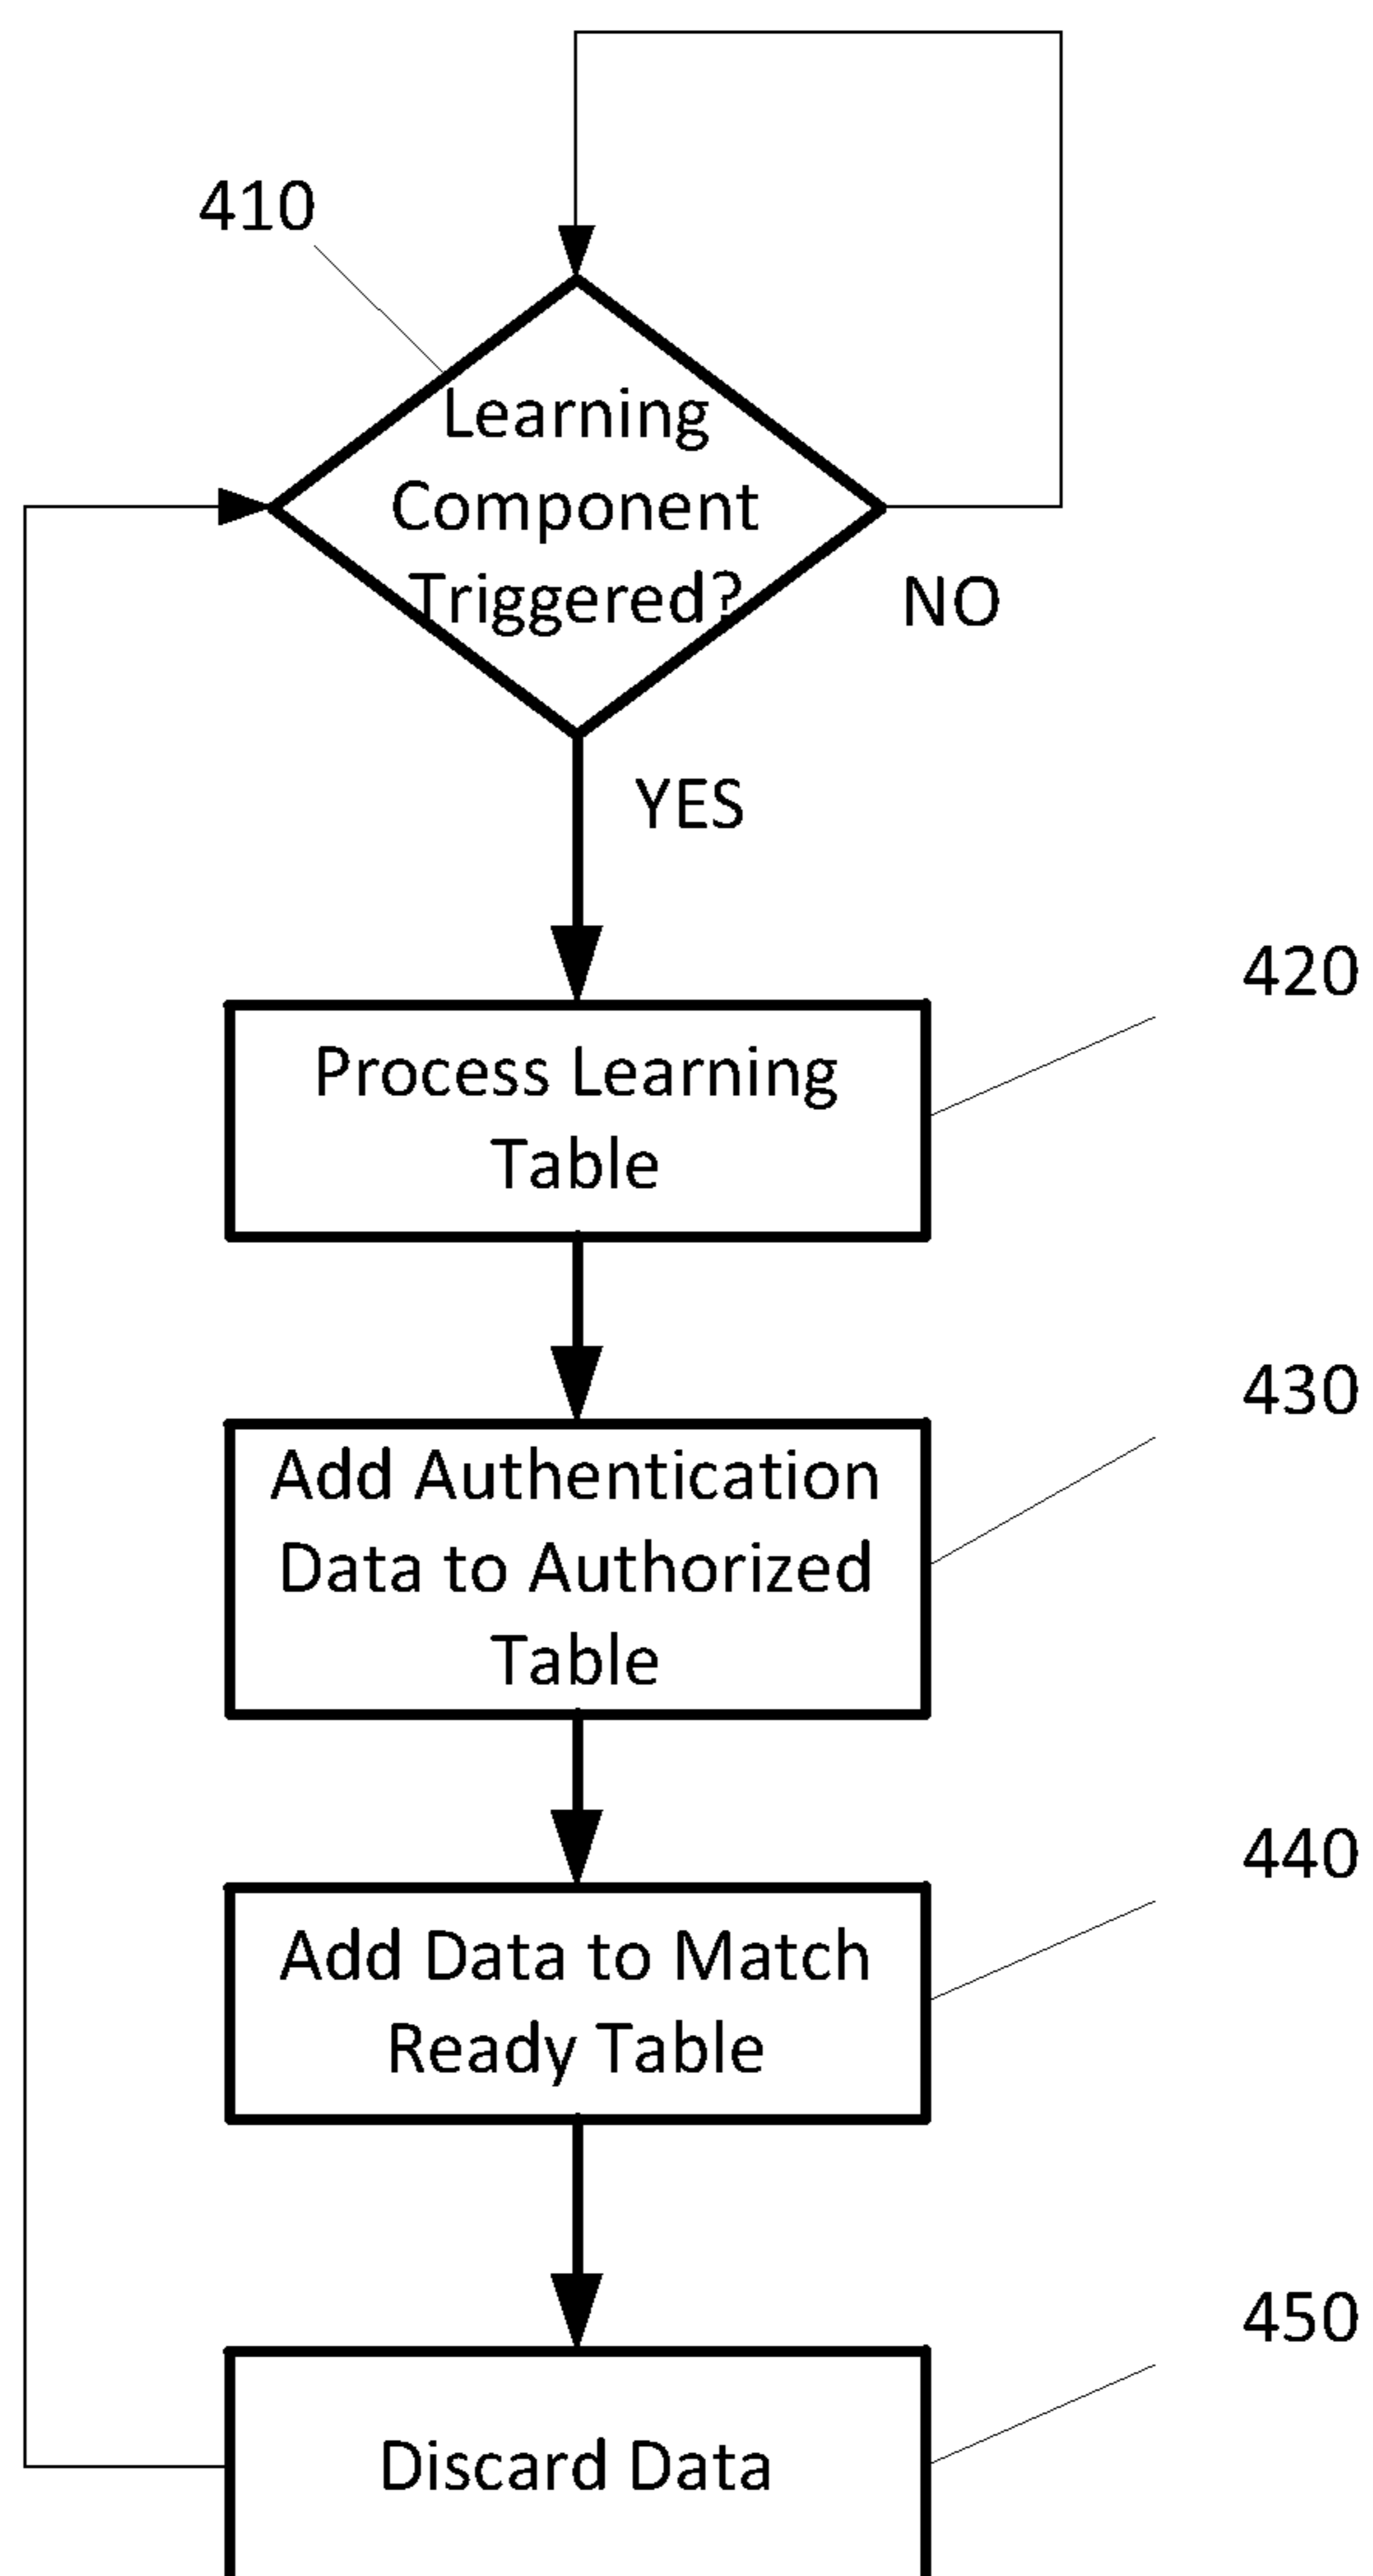 410
Learning
Component
Triggered?
NO
YES
420
Process Learning
Table
430
Add Authentication
Data to Authorized
Table
440
Add Data to Match
Ready Table
450
Discard Data